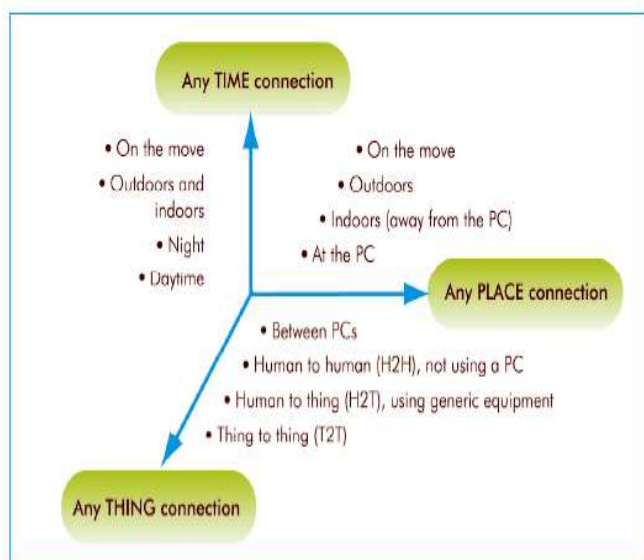 Any TIME connection
• On the move
• Outdoors and
indoors
• Night
• Daytime
• On the move
• Outdoors
• Indoors (away from the PC)
• At the PC
Any PLACE connection
• Between PCs
• Human to human (H2H), not using a PC
• Human to thing (H2T), using generic equipment
• Thing to thing (T2T)
Any THING connection